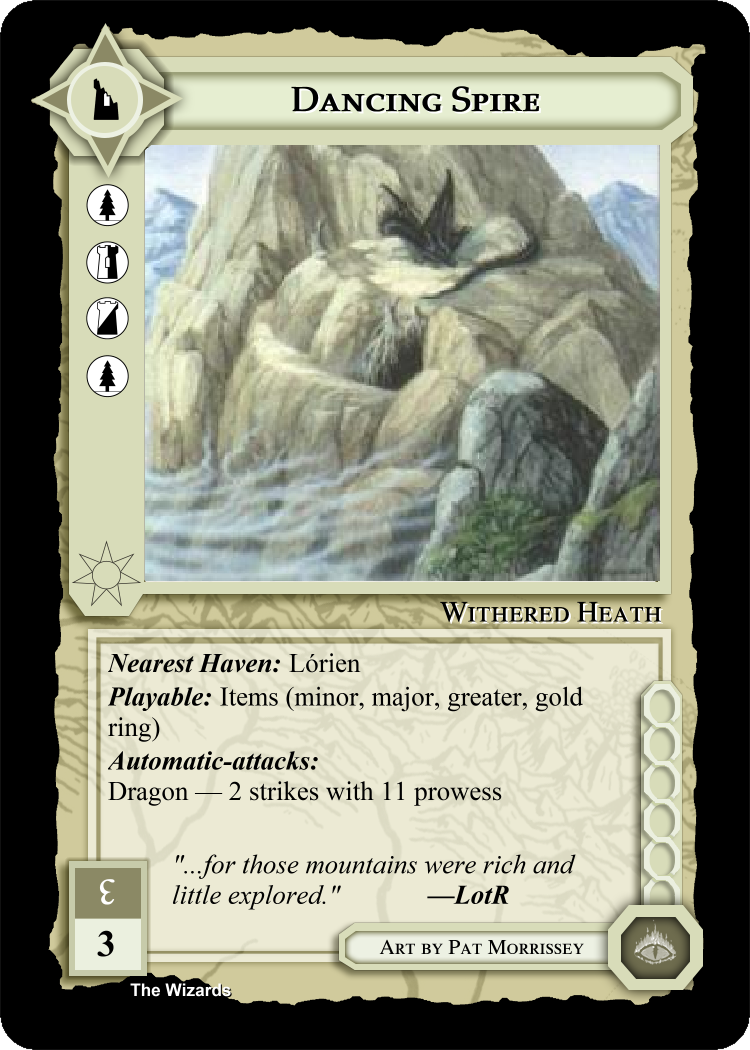 Dancing Spire
Withered Heath
Nearest Haven: Lórien
Playable: Items (minor, major, greater, gold
ring)
Automatic-attacks:
Dragon — 2 strikes with 11 prowess
"...for those mountains were rich and
little explored." —LotR
3
Art by Pat Morrissey
The Wizards